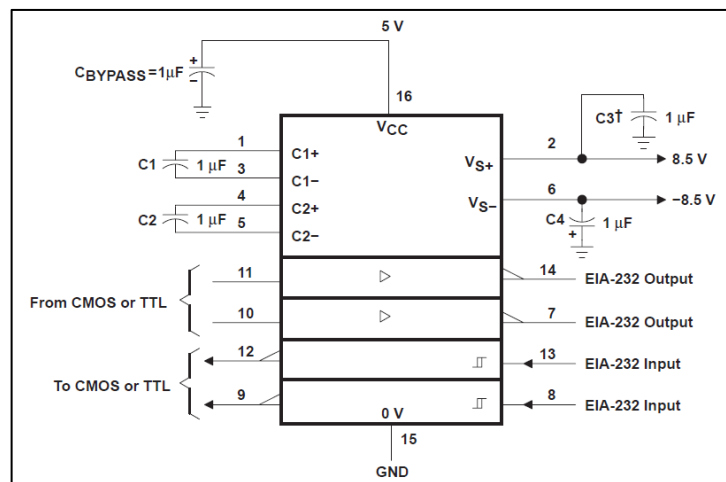 5 V
CBYPASS = 1μF
+
−
16
VCC
C3†
1 μF
1
C1+
2
VS+
8.5 V
C1
1 μF
3
C1−
4
C2+
6
VS−
−8.5 V
C2
1 μF
5
C2−
C4
+
1 μF
11
14
EIA-232 Output
From CMOS or TTL
10
7
EIA-232 Output
12
13
EIA-232 Input
To CMOS or TTL
9
8
EIA-232 Input
0 V
15
GND